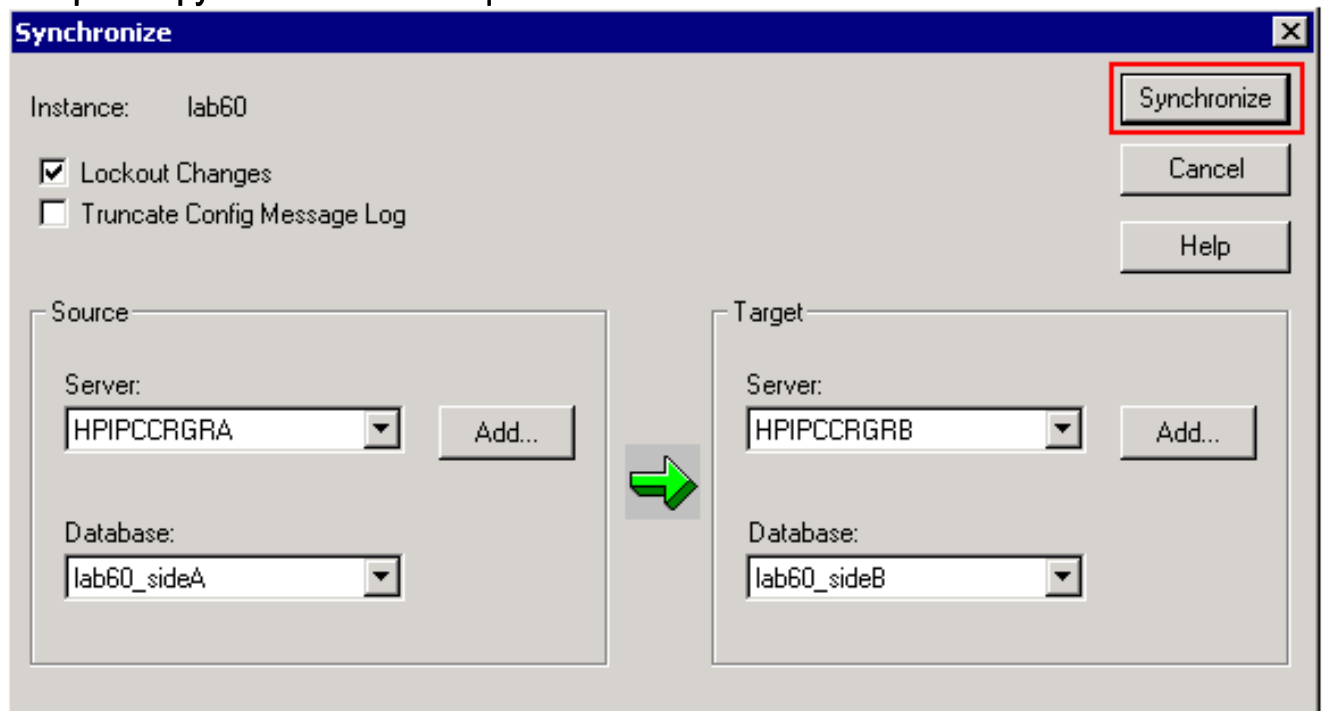 Synchronize
Instance: lab60
Synchronize
Lockout Changes
Cancel
Truncate Config Message Log
Help
Source
Target
Server:
Server:
HPIPCCRGRA
Add...
HPIPCCRGRB
Add...
Database:
Database:
lab60_sideA
lab60_sideB